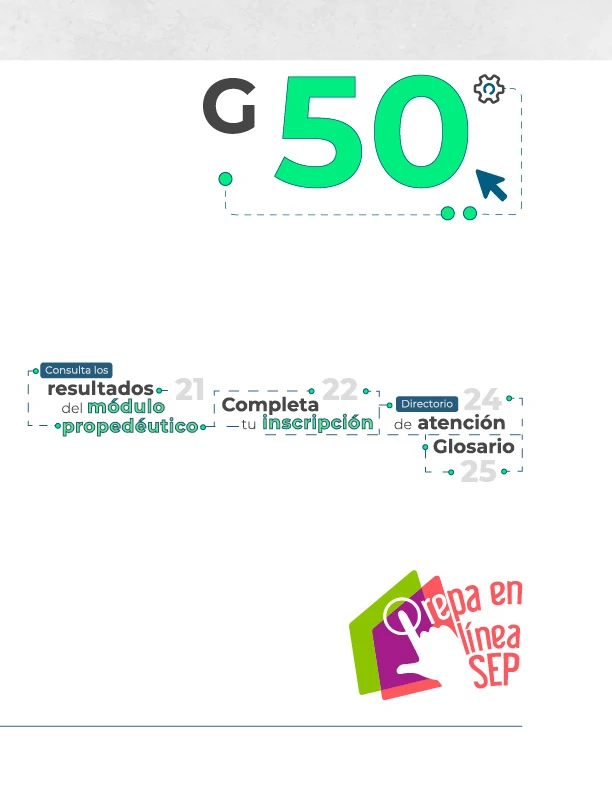 G 50
Consulta los
resultados 21
del módulo
propedéutico
22
Completa
tu inscripción
Directorio 24
de atención
Glosario
25
Prepa en
línea
SEP